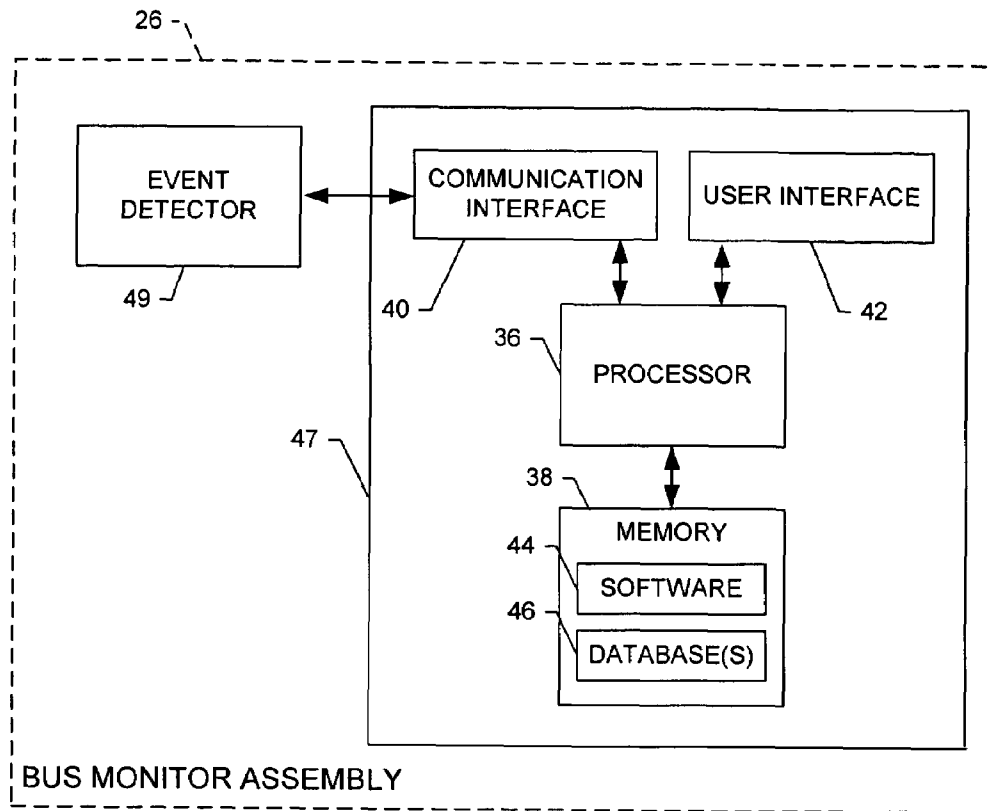 26
EVENT
DETECTOR
49
COMMUNICATION
INTERFACE
40
USER INTERFACE
42
36
PROCESSOR
47
38
MEMORY
44
SOFTWARE
46
DATABASE(S)
BUS MONITOR ASSEMBLY